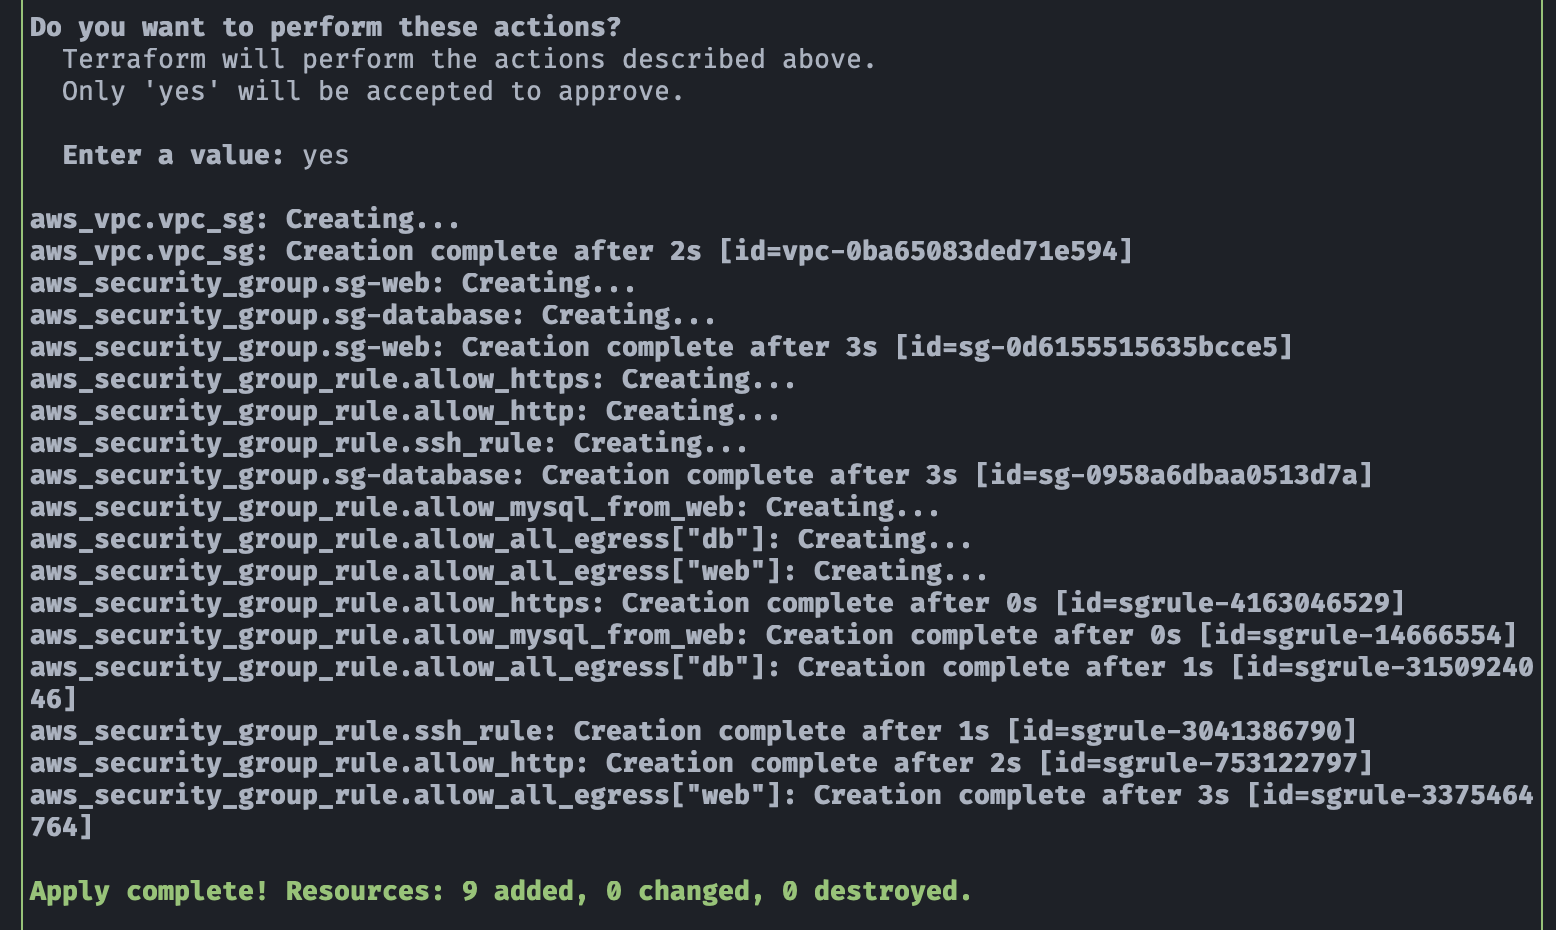 Do you want to perform these actions?
Terraform will perform the actions described above.
Only 'yes' will be accepted to approve.
Enter a value: yes
aws_vpc.vpc_sg: Creating...
aws_vpc.vpc_sg: Creation complete after 2s [id=vpc-0ba65083ded71e594]
aws_security_group.sg-web: Creating...
aws_security_group.sg-database: Creating...
aws_security_group.sg-web: Creation complete after 3s [id=sg-0d6155515635bcce5]
aws_security_group_rule.allow_https: Creating...
aws_security_group_rule.allow_http: Creating...
aws_security_group_rule.ssh_rule: Creating...
aws_security_group.sg-database: Creation complete after 3s [id=sg-0958a6dbaa0513d7a]
aws_security_group_rule.allow_mysql_from_web: Creating...
aws_security_group_rule.allow_all_egress["db"]: Creating...
aws_security_group_rule.allow_all_egress["web"]: Creating...
aws_security_group_rule.allow_https: Creation complete after 0s [id=sgrule-4163046529]
aws_security_group_rule.allow_mysql_from_web: Creation complete after 0s [id=sgrule-14666554]
aws_security_group_rule.allow_all_egress["db"]: Creation complete after 1s [id=sgrule-31509240
46]
aws_security_group_rule.ssh_rule: Creation complete after 1s [id=sgrule-3041386790]
aws_security_group_rule.allow_http: Creation complete after 2s [id=sgrule-753122797]
aws_security_group_rule.allow_all_egress["web"]: Creation complete after 3s [id=sgrule-3375464
764]
Apply complete! Resources: 9 added, 0 changed, 0 destroyed.